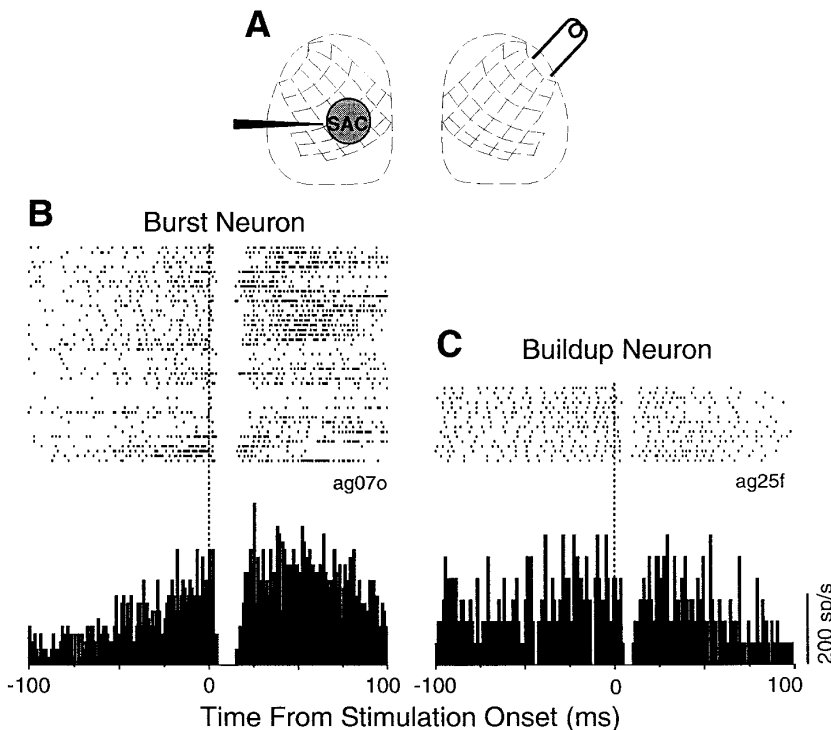 A
SAC
B
Burst Neuron
ag07o
C
Buildup Neuron
ag25f
200 sp/s
-100 0 100
-100 0 100
Time From Stimulation Onset (ms)